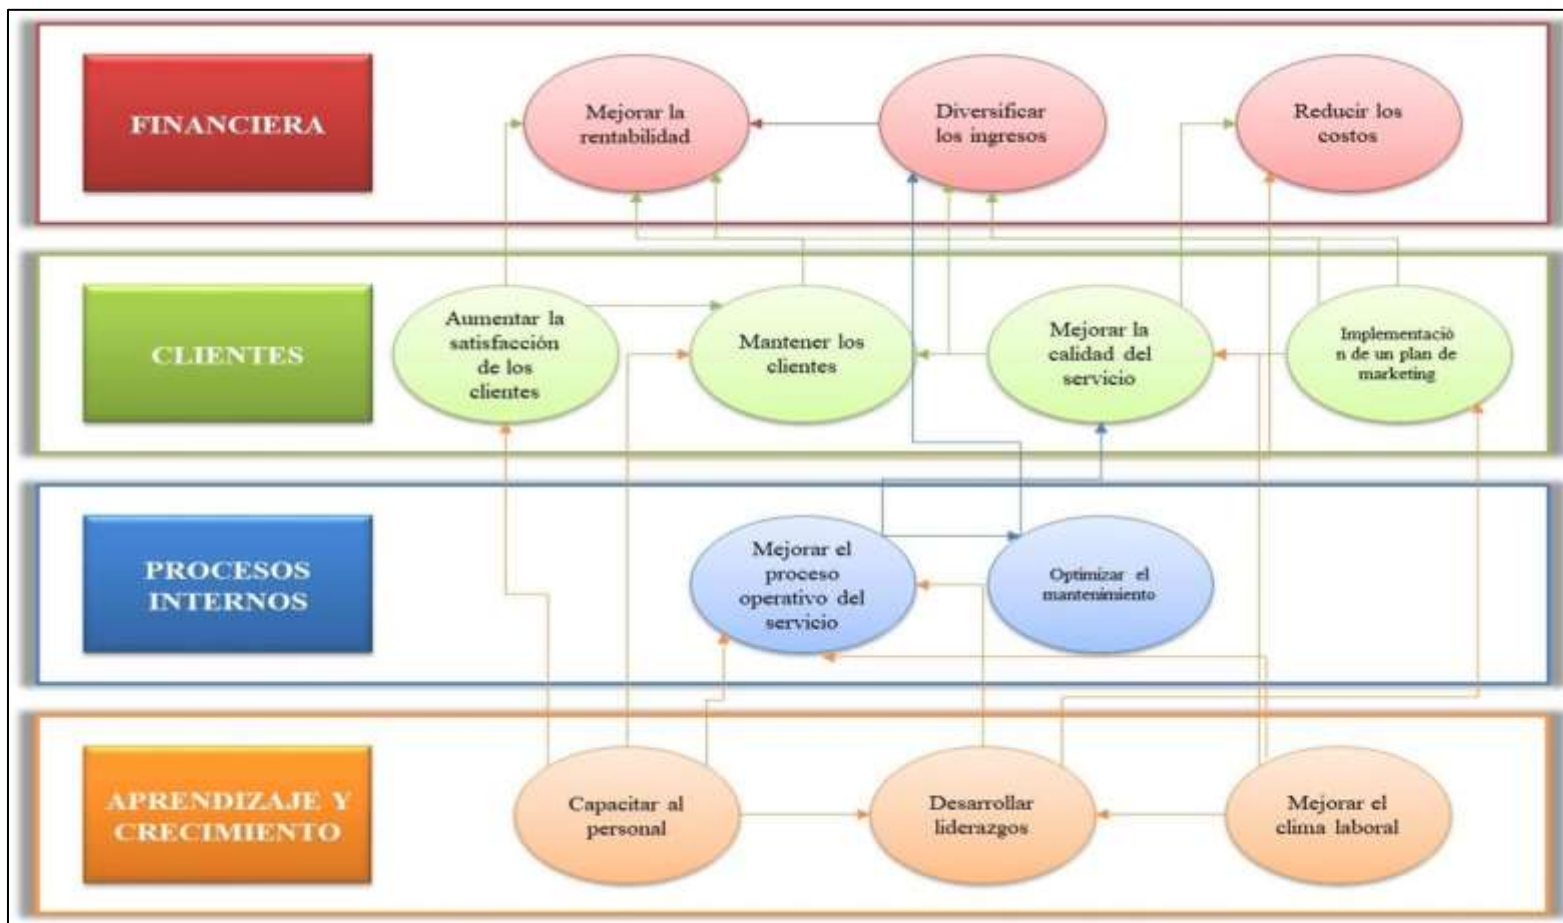 FINANCIERA
Mejorar la
rentabilidad
Diversificar
los ingresos
Reducir los
costos
CLIENTES
Aumentar la
satisfacción
de los
clientes
Mantener los
clientes
Mejorar la
calidad del
servicio
Implementació
n de un plan de
marketing
PROCESOS
INTERNOS
Mejorar el
proceso
operativo del
servicio
Optimizar el
mantenimiento
APRENDIZAJE Y
CRECIMIENTO
Capacitar al
personal
Desarrollar
liderazgos
Mejorar el
clima laboral